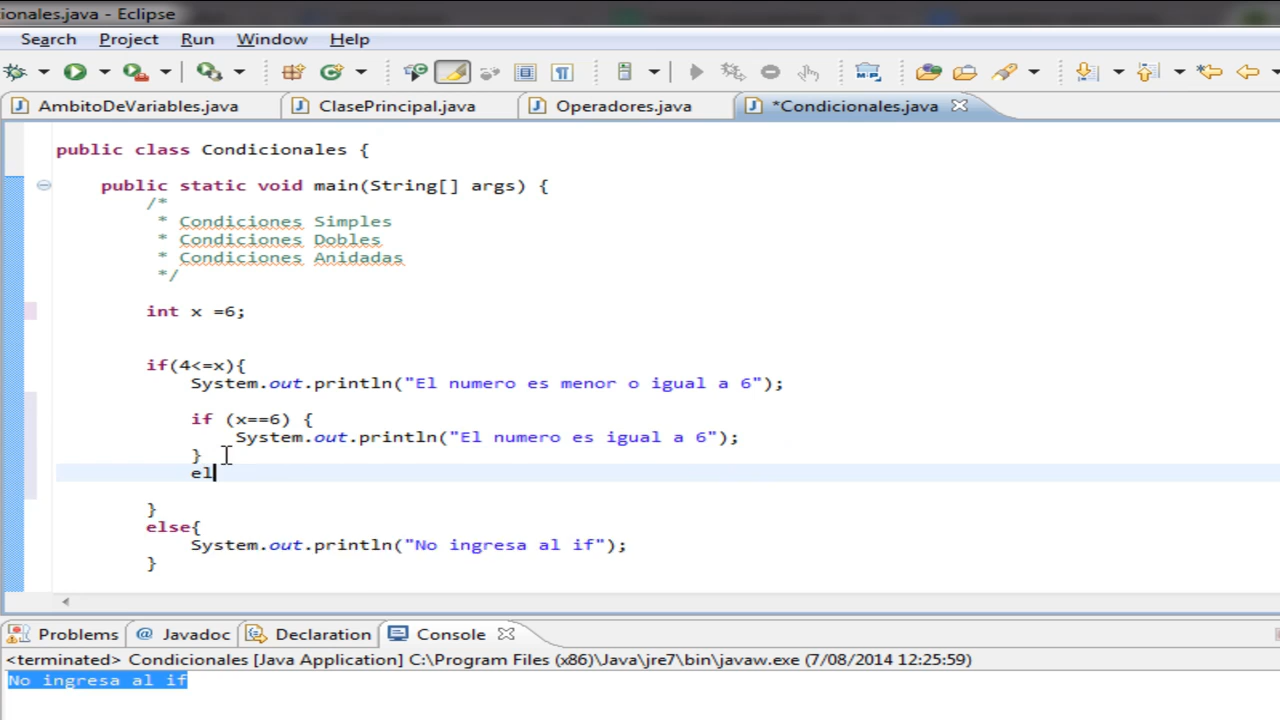 ionales.java - Eclipse
Search Project Run Window Help
AmbitoDeVariables.java ClasePrincipal.java Operadores.java *Condicionales.java
public class Condicionales {
public static void main(String[] args) {
/*
* Condiciones Simples
* Condiciones Dobles
* Condiciones Anidadas
*/
int x =6;
if(4<=x){
System.out.println("El numero es menor o igual a 6");
if (x==6) {
System.out.println("El numero es igual a 6");
}
el
}
else{
System.out.println("No ingresa al if");
}
Problems @ Javadoc Declaration Console
<terminated> Condicionales [Java Application] C:\Program Files (x86)\Java\jre7\bin\javaw.exe (7/08/2014 12:25:59)
No ingresa al if